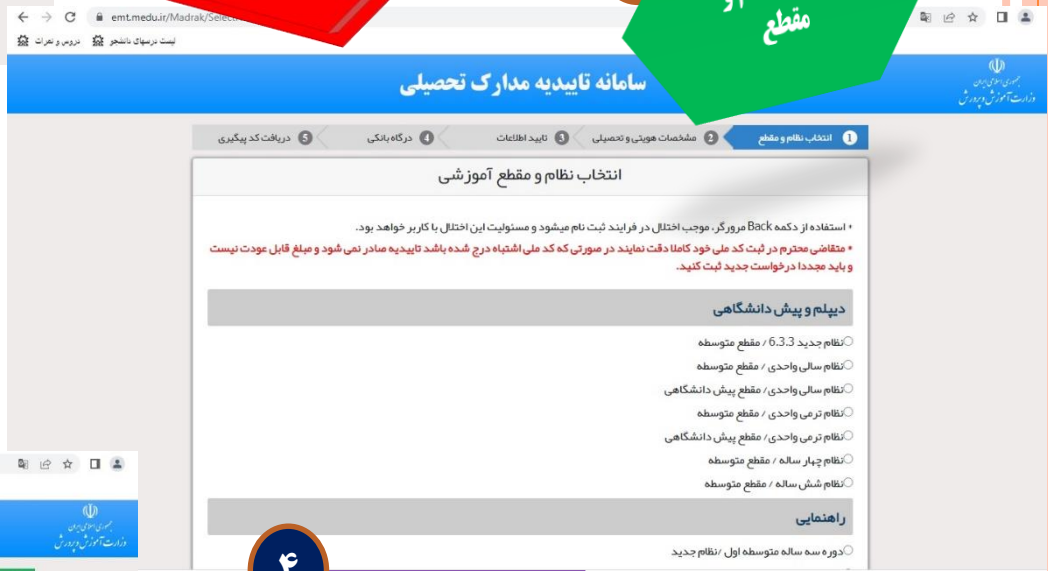 مقطع
emt.medu.ir/Madrak/Selec
لیست درسهای دانشجو
دروس و نمرات
سامانه تاییدیه مدارک تحصیلی
جمهوری اسلامی ایران
وزارت آموزش و پرورش
1 انتخاب نظام و مقطع 2 مشخصات هویتی و تحصیلی 3 تایید اطلاعات 4 درگاه بانکی 5 دریافت کد پیگیری
انتخاب نظام و مقطع آموزشی
* استفاده از دکمه Back مرورگر، موجب اختلال در فرایند ثبت نام میشود و مسئولیت این اختلال با کاربر خواهد بود.
* متقاضی محترم در ثبت کد ملی خود کاملا دقت نمایند در صورتی که کد ملی اشتباه درج شده باشد تاییدیه صادر نمی شود و مبلغ قابل عودت نیست
و باید مجددا درخواست جدید ثبت کنید.
دیپلم و پیش دانشگاهی
نظام جدید 6.3.3 / مقطع متوسطه
نظام سالی واحدی / مقطع متوسطه
نظام سالی واحدی/ مقطع پیش دانشگاهی
نظام ترمی واحدی / مقطع متوسطه
نظام ترمی واحدی/ مقطع پیش دانشگاهی
نظام چهار ساله / مقطع متوسطه
نظام شش ساله / مقطع متوسطه
راهنمایی
دوره سه ساله متوسطه اول /نظام جدید
جمهوری اسلامی ایران
وزارت آموزش و پرورش
۴